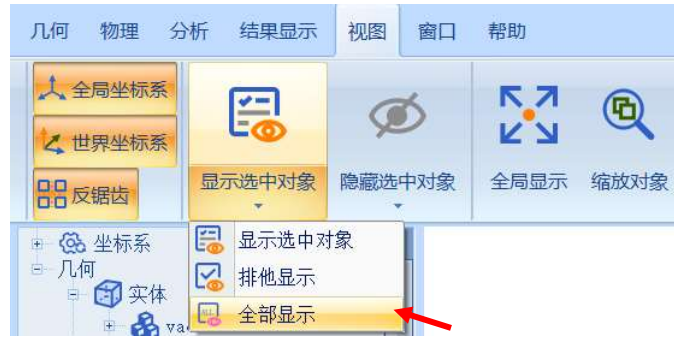 几何 物理 分析 结果显示 视图 窗口 帮助
全局坐标系
世界坐标系
反锯齿
显示选中对象 隐藏选中对象 全局显示 缩放对象
坐标系
几何
实体
显示选中对象
排他显示
ALL 全部显示